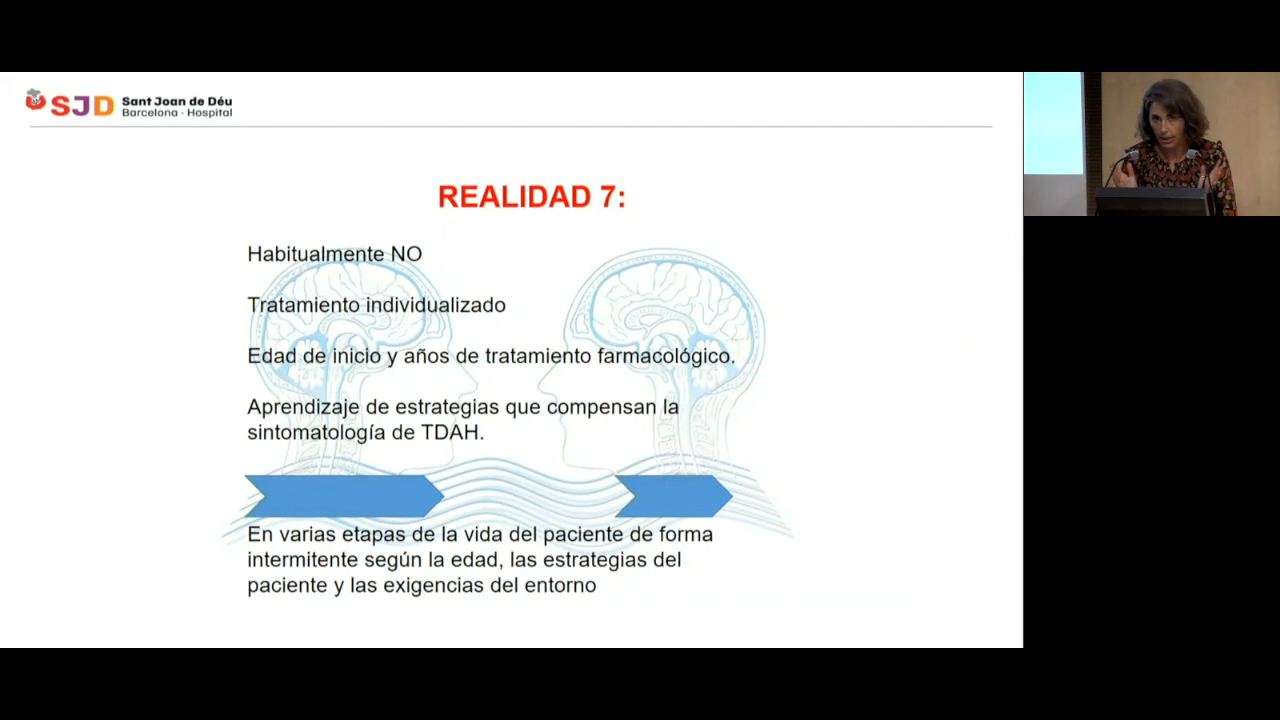 SJD Sant Joan de Déu
Barcelona - Hospital
REALIDAD 7:
Habitualmente NO
Tratamiento individualizado
Edad de inicio y años de tratamiento farmacológico.
Aprendizaje de estrategias que compensan la
sintomatología de TDAH.
En varias etapas de la vida del paciente de forma
intermitente según la edad, las estrategias del
paciente y las exigencias del entorno